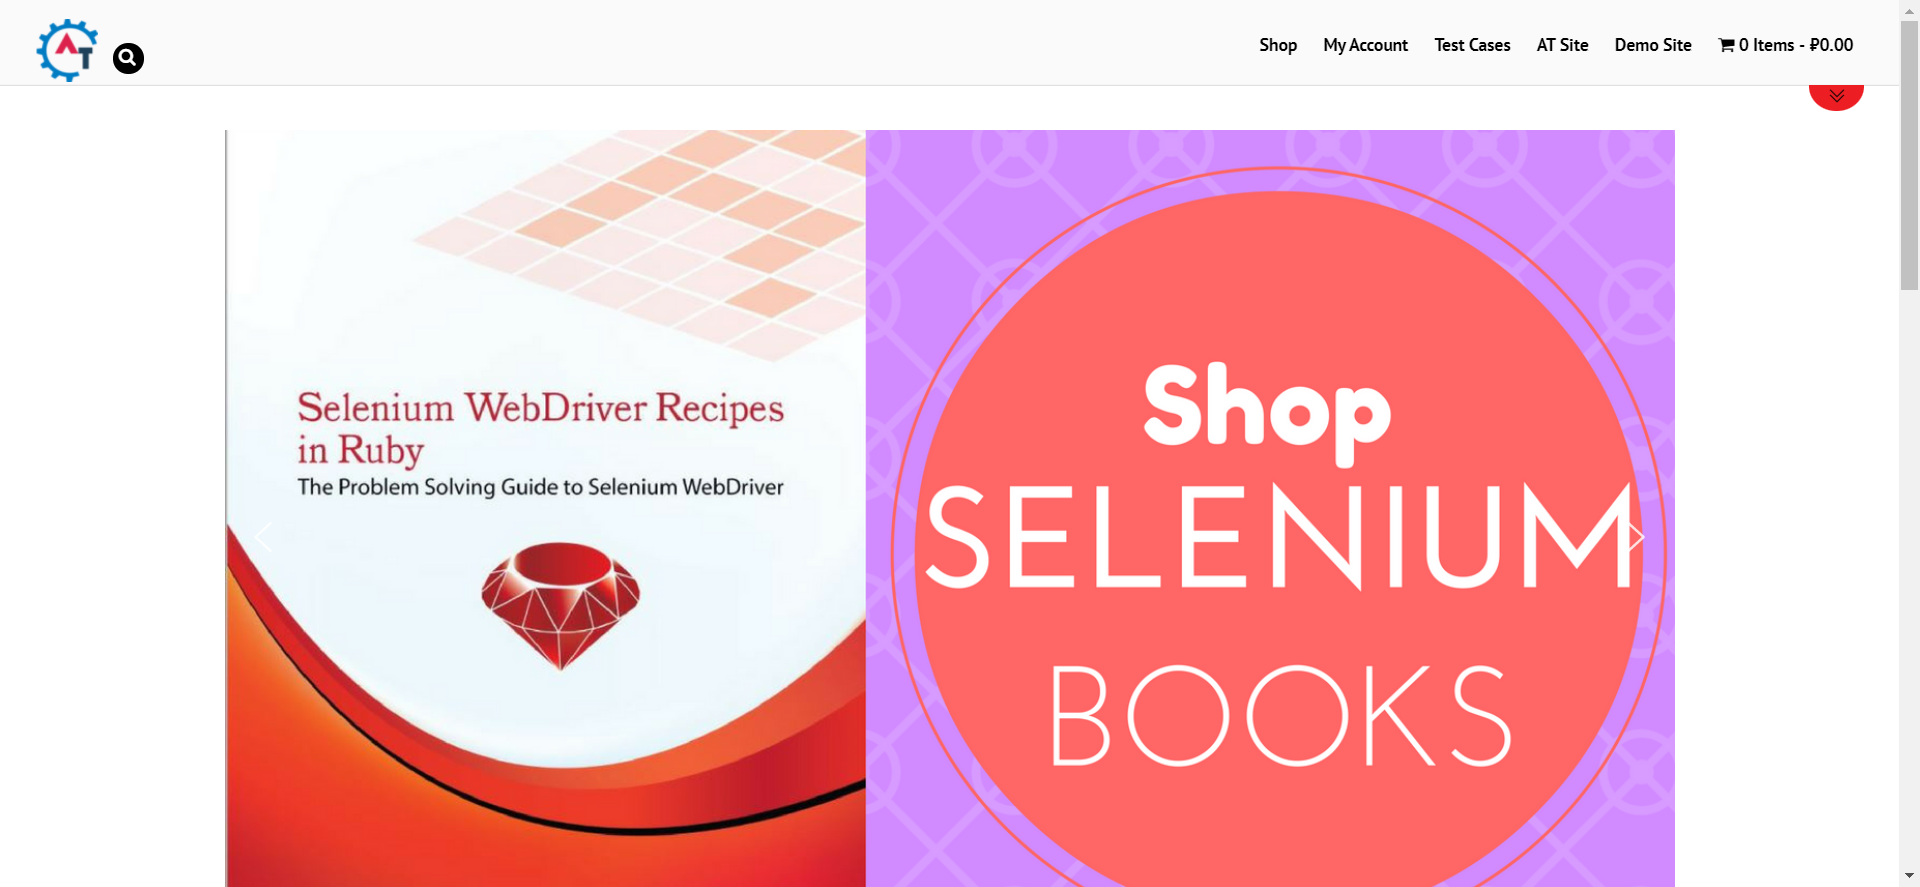 AT
Shop
My Account
Test Cases
AT Site
Demo Site
0 Items - ₽0.00
Selenium WebDriver Recipes
in Ruby
The Problem Solving Guide to Selenium WebDriver
Shop
SELENIUM
BOOKS